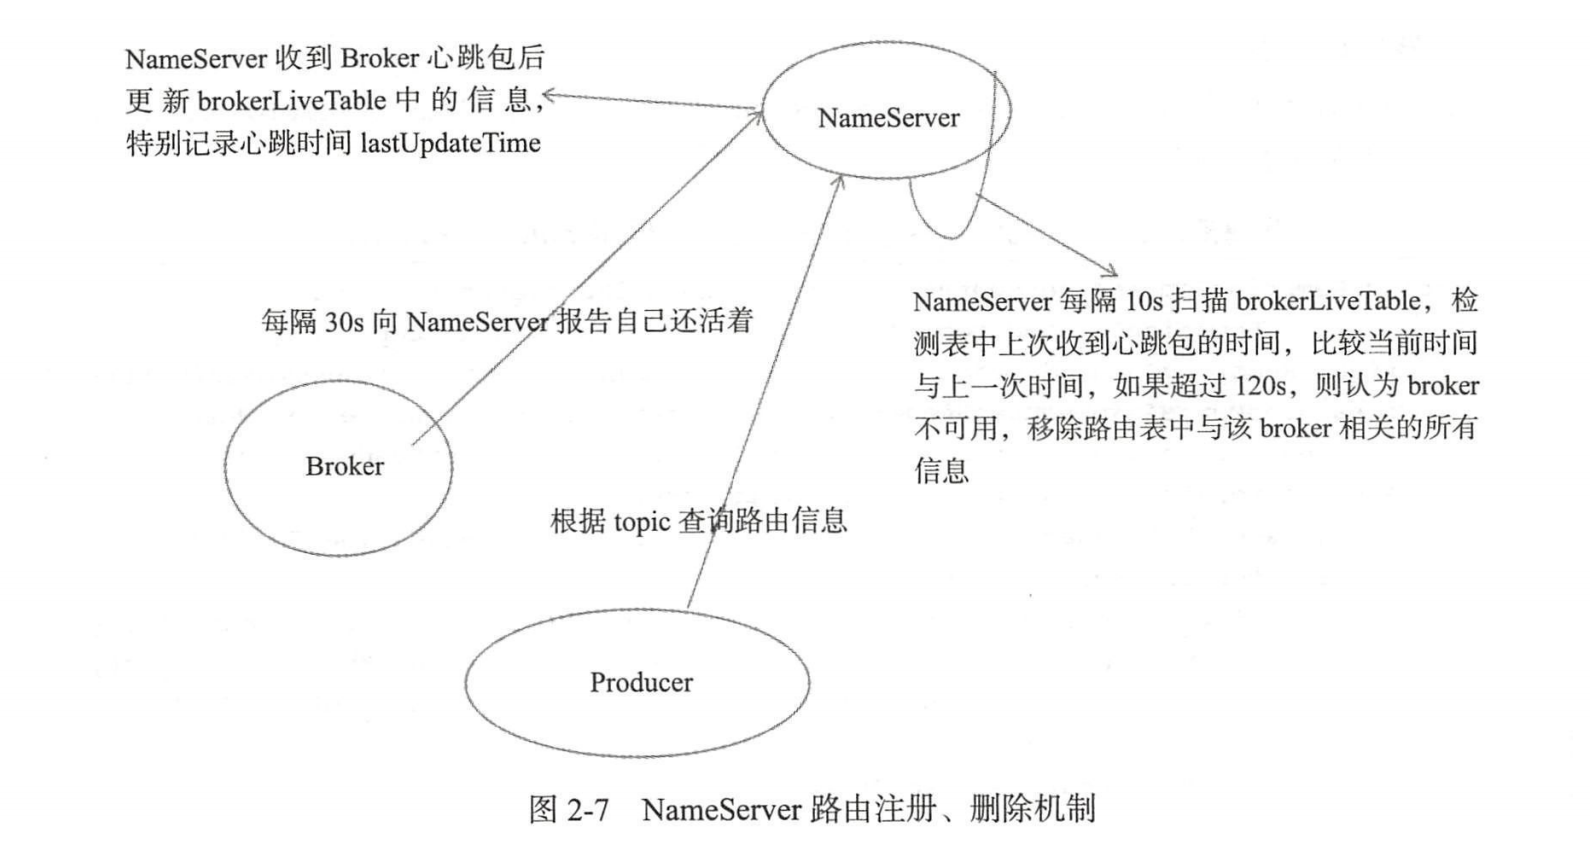 NameServer 收到 Broker 心跳包后
更新 brokerLiveTable 中的信息,
特别记录心跳时间 lastUpdateTime
NameServer
每隔 30s 向 NameServer 报告自己还活着
NameServer 每隔 10s 扫描 brokerLiveTable，检
测表中上次收到心跳包的时间，比较当前时间
与上一次时间，如果超过 120s，则认为 broker
不可用，移除路由表中与该 broker 相关的所有
信息
Broker
根据 topic 查询路由信息
Producer
图 2-7 NameServer 路由注册、删除机制